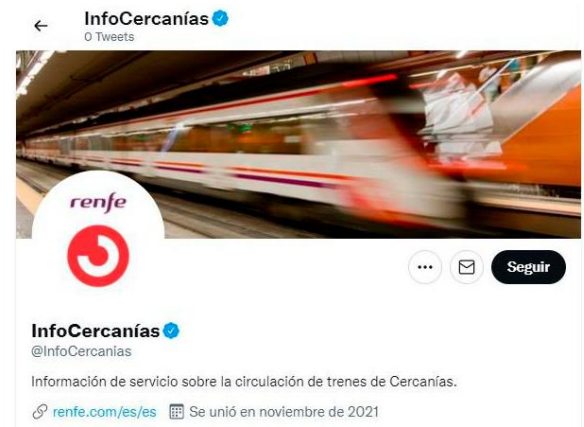 InfoCercanías
0 Tweets
renfe
Seguir
InfoCercanías
@InfoCercanias
Información de servicio sobre la circulación de trenes de Cercanías.
renfe.com/es/es Se unió en noviembre de 2021